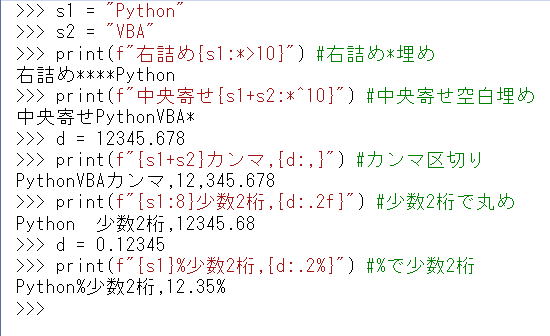 >>> s1 = "Python"
>>> s2 = "VBA"
>>> print(f"右詰め{s1:*>10}") #右詰め*埋め
右詰め****Python
>>> print(f"中央寄せ{s1+s2:*^10}") #中央寄せ空白埋め
中央寄せPythonVBA*
>>> d = 12345.678
>>> print(f"{s1+s2}カンマ,{d:,}") #カンマ区切り
PythonVBAカンマ,12,345.678
>>> print(f"{s1:8}少数2桁,{d:.2f}") #少数2桁で丸め
Python  少数2桁,12345.68
>>> d = 0.12345
>>> print(f"{s1}%少数2桁,{d:.2%}") #%で少数2桁
Python%少数2桁,12.35%
>>>